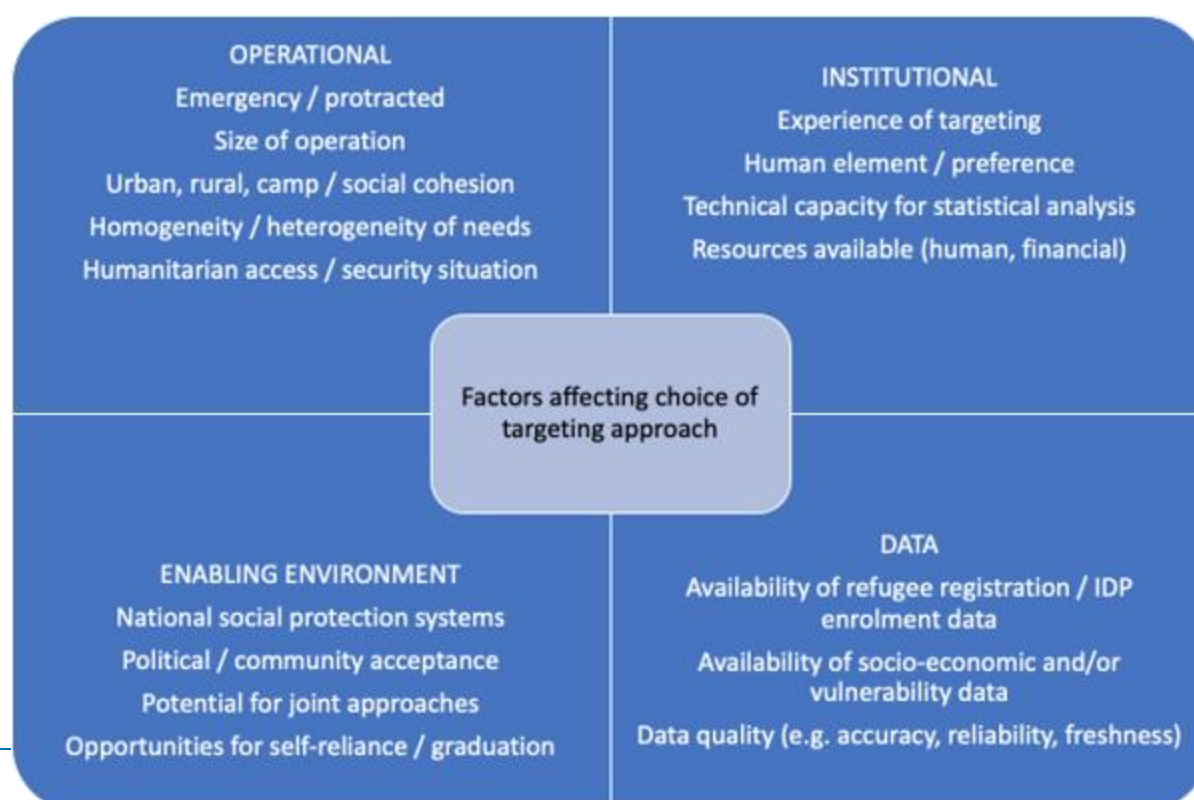 OPERATIONAL
Emergency / protracted
Size of operation
Urban, rural, camp / social cohesion
Homogeneity / heterogeneity of needs
Humanitarian access / security situation
INSTITUTIONAL
Experience of targeting
Human element / preference
Technical capacity for statistical analysis
Resources available (human, financial)
Factors affecting choice of
targeting approach
ENABLING ENVIRONMENT
National social protection systems
Political / community acceptance
Potential for joint approaches
Opportunities for self-reliance / graduation
DATA
Availability of refugee registration / IDP
enrolment data
Availability of socio-economic and/or
vulnerability data
Data quality (e.g. accuracy, reliability, freshness)